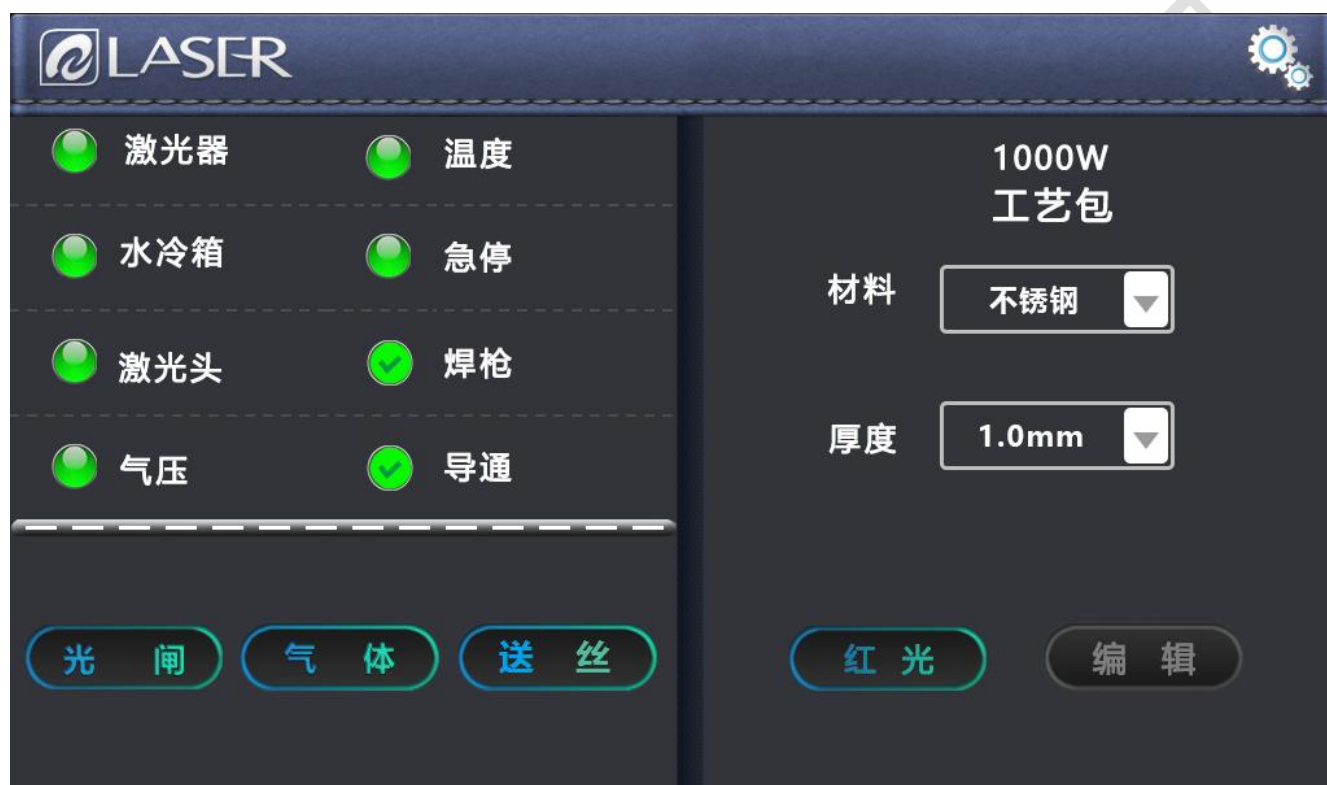 LASER
激光器 温度
水冷箱 急停
激光头 焊枪
气压 导通
光 闸 气 体 送 丝
1000W
工艺包
材料 不锈钢
厚度 1.0mm
红 光 编 辑